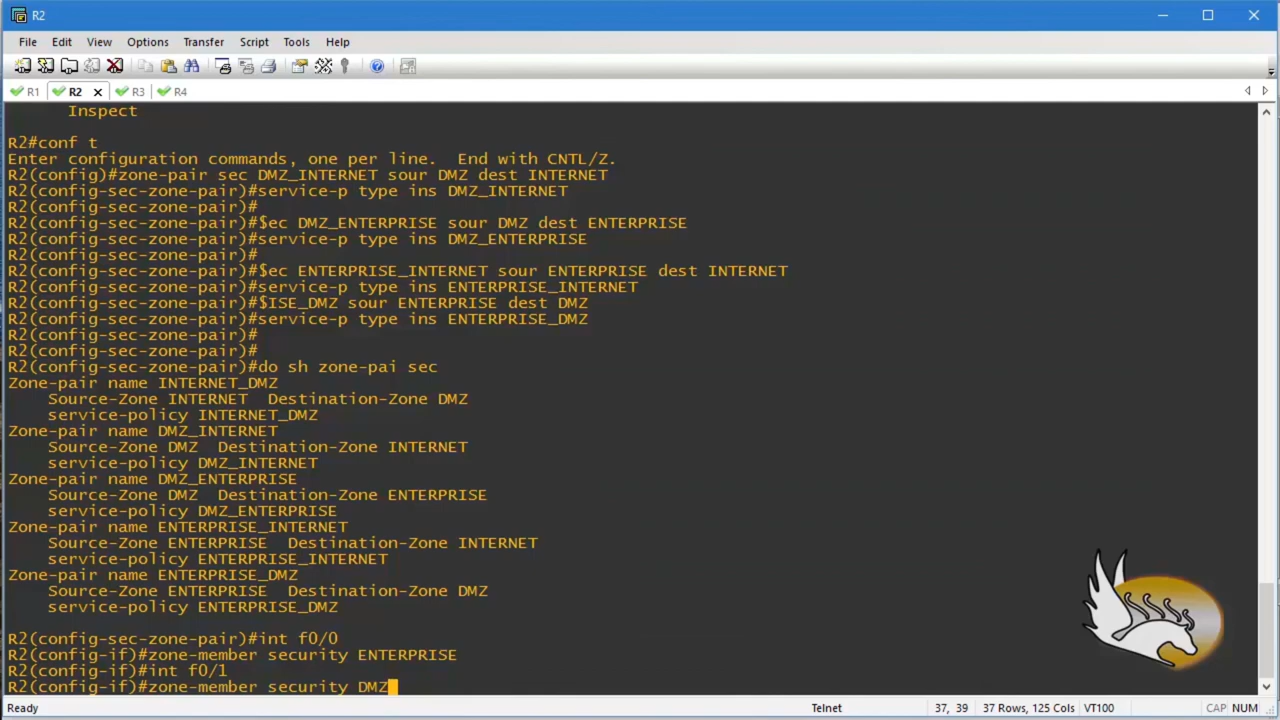 R2
File Edit View Options Transfer Script Tools Help
R1 R2 R3 R4
Inspect
R2#conf t
Enter configuration commands, one per line.  End with CNTL/Z.
R2(config)#zone-pair sec DMZ_INTERNET sour DMZ dest INTERNET
R2(config-sec-zone-pair)#service-p type ins DMZ_INTERNET
R2(config-sec-zone-pair)#
R2(config-sec-zone-pair)#$ec DMZ_ENTERPRISE sour DMZ dest ENTERPRISE
R2(config-sec-zone-pair)#service-p type ins DMZ_ENTERPRISE
R2(config-sec-zone-pair)#
R2(config-sec-zone-pair)#$ec ENTERPRISE_INTERNET sour ENTERPRISE dest INTERNET
R2(config-sec-zone-pair)#service-p type ins ENTERPRISE_INTERNET
R2(config-sec-zone-pair)#$ISE_DMZ sour ENTERPRISE dest DMZ
R2(config-sec-zone-pair)#service-p type ins ENTERPRISE_DMZ
R2(config-sec-zone-pair)#
R2(config-sec-zone-pair)#
R2(config-sec-zone-pair)#do sh zone-pai sec
Zone-pair name INTERNET_DMZ
Source-Zone INTERNET  Destination-Zone DMZ
service-policy INTERNET_DMZ
Zone-pair name DMZ_INTERNET
Source-Zone DMZ  Destination-Zone INTERNET
service-policy DMZ_INTERNET
Zone-pair name DMZ_ENTERPRISE
Source-Zone DMZ  Destination-Zone ENTERPRISE
service-policy DMZ_ENTERPRISE
Zone-pair name ENTERPRISE_INTERNET
Source-Zone ENTERPRISE  Destination-Zone INTERNET
service-policy ENTERPRISE_INTERNET
Zone-pair name ENTERPRISE_DMZ
Source-Zone ENTERPRISE  Destination-Zone DMZ
service-policy ENTERPRISE_DMZ
R2(config-sec-zone-pair)#int f0/0
R2(config-if)#zone-member security ENTERPRISE
R2(config-if)#int f0/1
R2(config-if)#zone-member security DMZ
Ready Telnet 37, 39 37 Rows, 125 Cols VT100 CAP NUM